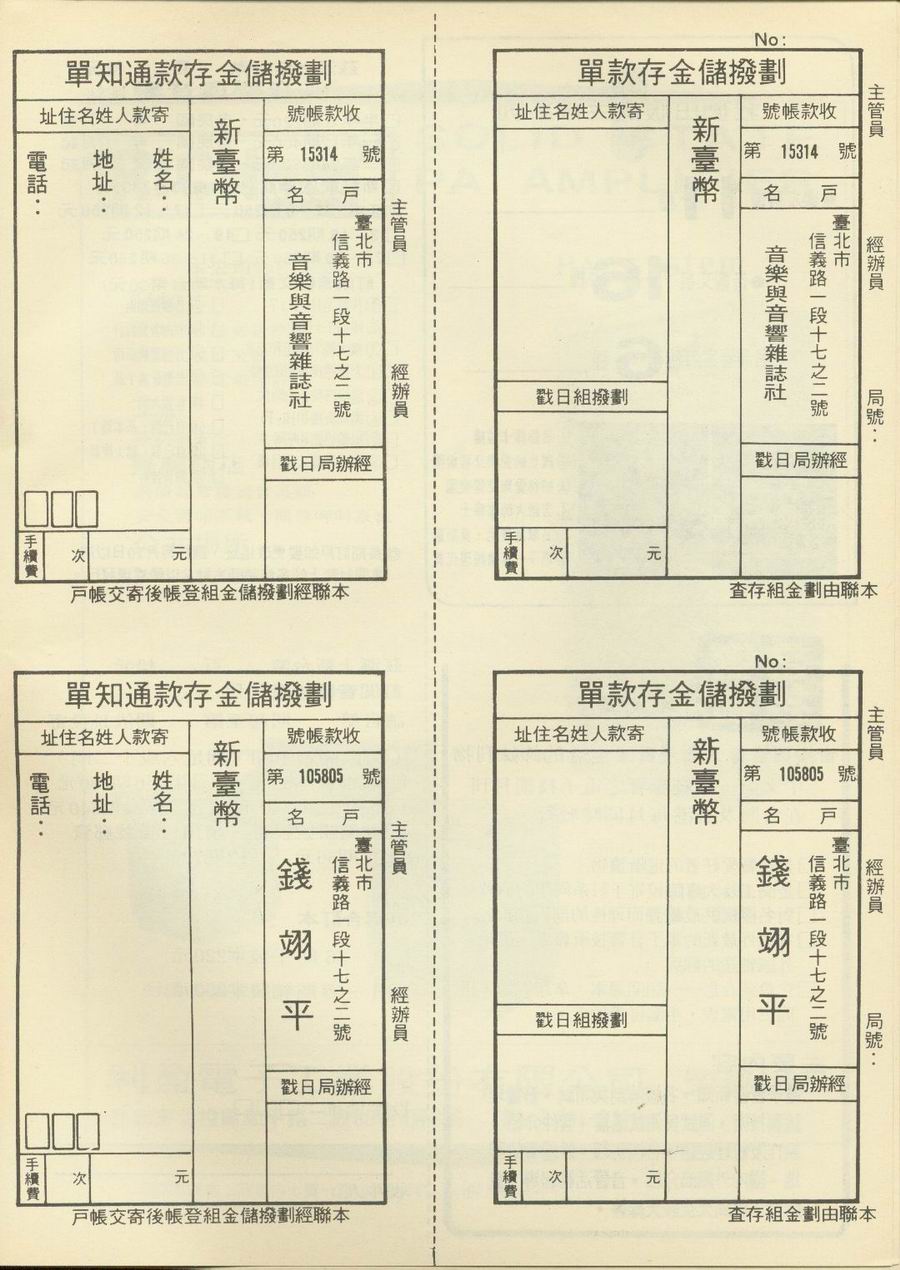 劃撥儲金存款通知單
寄款人姓名住址
姓名：
地址：
電話：
新臺幣
收款帳號
第 15314 號
戶 名
臺北市
信義路一段十七之二號
音樂與音響雜誌社
經辦局日戳
主管員
經辦員
手續費
次
元
本聯經劃撥儲金組登帳後寄交帳戶
No：
劃撥儲金存款單
寄款人姓名住址
新臺幣
收款帳號
第 15314 號
戶 名
臺北市
信義路一段十七之二號
音樂與音響雜誌社
經辦局日戳
劃撥組日戳
主管員
經辦員
局號：
手續費
次
元
本聯由劃金組存查
劃撥儲金存款通知單
寄款人姓名住址
姓名：
地址：
電話：
新臺幣
收款帳號
第 105805 號
戶 名
臺北市
信義路一段十七之二號
錢翊平
經辦局日戳
主管員
經辦員
手續費
次
元
本聯經劃撥儲金組登帳後寄交帳戶
No：
劃撥儲金存款單
寄款人姓名住址
新臺幣
收款帳號
第 105805 號
戶 名
臺北市
信義路一段十七之二號
錢翊平
經辦局日戳
劃撥組日戳
主管員
經辦員
局號：
手續費
次
元
本聯由劃金組存查